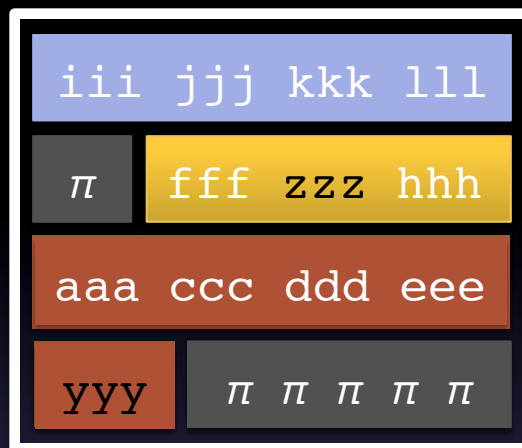 iii jjj kkk lll
π fff zzz hhh
aaa ccc ddd eee
yyy π π π π π